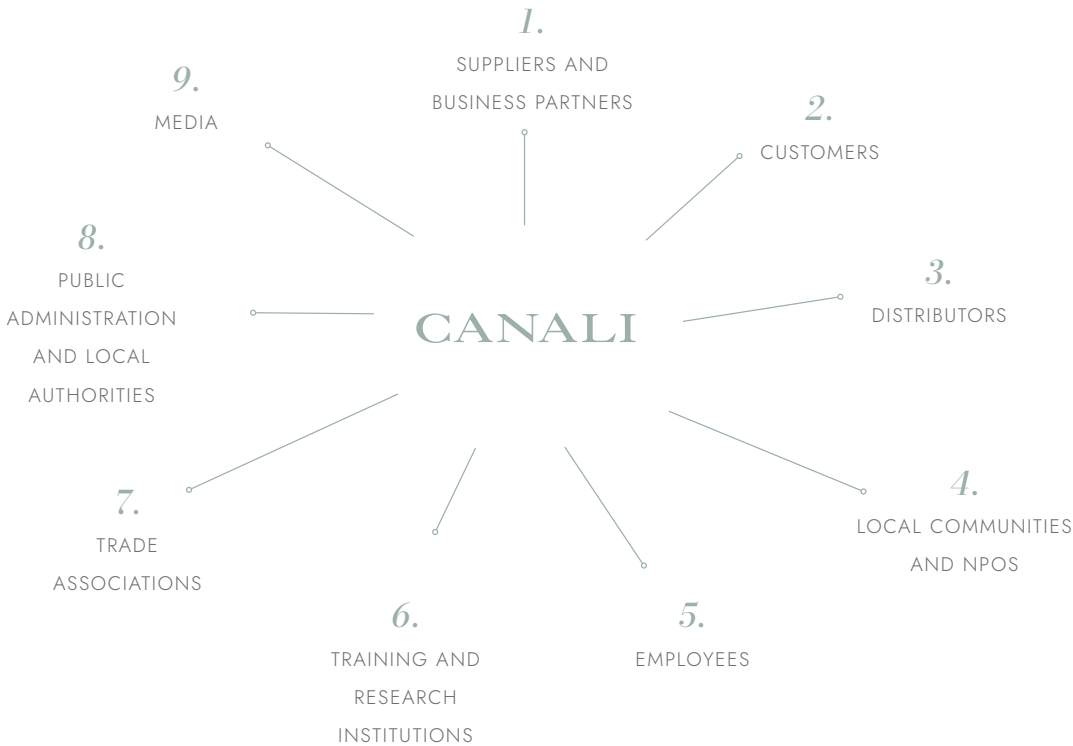 1.
SUPPLIERS AND
BUSINESS PARTNERS
2.
CUSTOMERS
3.
DISTRIBUTORS
4.
LOCAL COMMUNITIES
AND NPOS
5.
EMPLOYEES
6.
TRAINING AND
RESEARCH
INSTITUTIONS
7.
TRADE
ASSOCIATIONS
8.
PUBLIC
ADMINISTRATION
AND LOCAL
AUTHORITIES
9.
MEDIA
CANALI